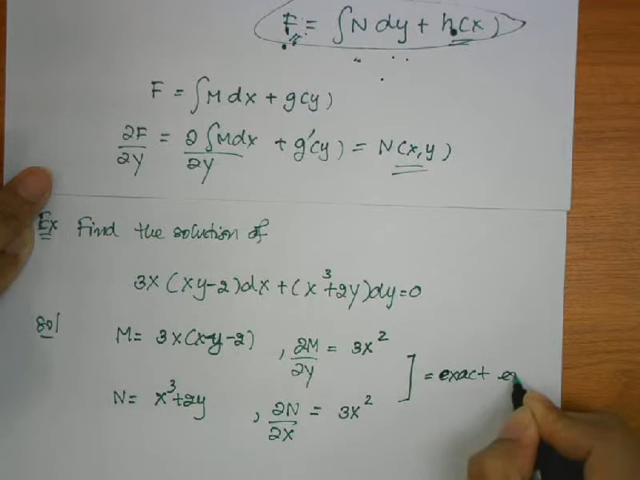 F = ∫N dy + h(x)
F = ∫M dx + g(y)
∂F/∂y = ∂∫Mdx/∂y + g'(y) = N(x,y)
Ex Find the solution of
3x(xy-2)dx + (x³+2y)dy = 0
sol M = 3x(xy-2) , ∂M/∂y = 3x²
] = exact e
N = x³+2y , ∂N/∂x = 3x²